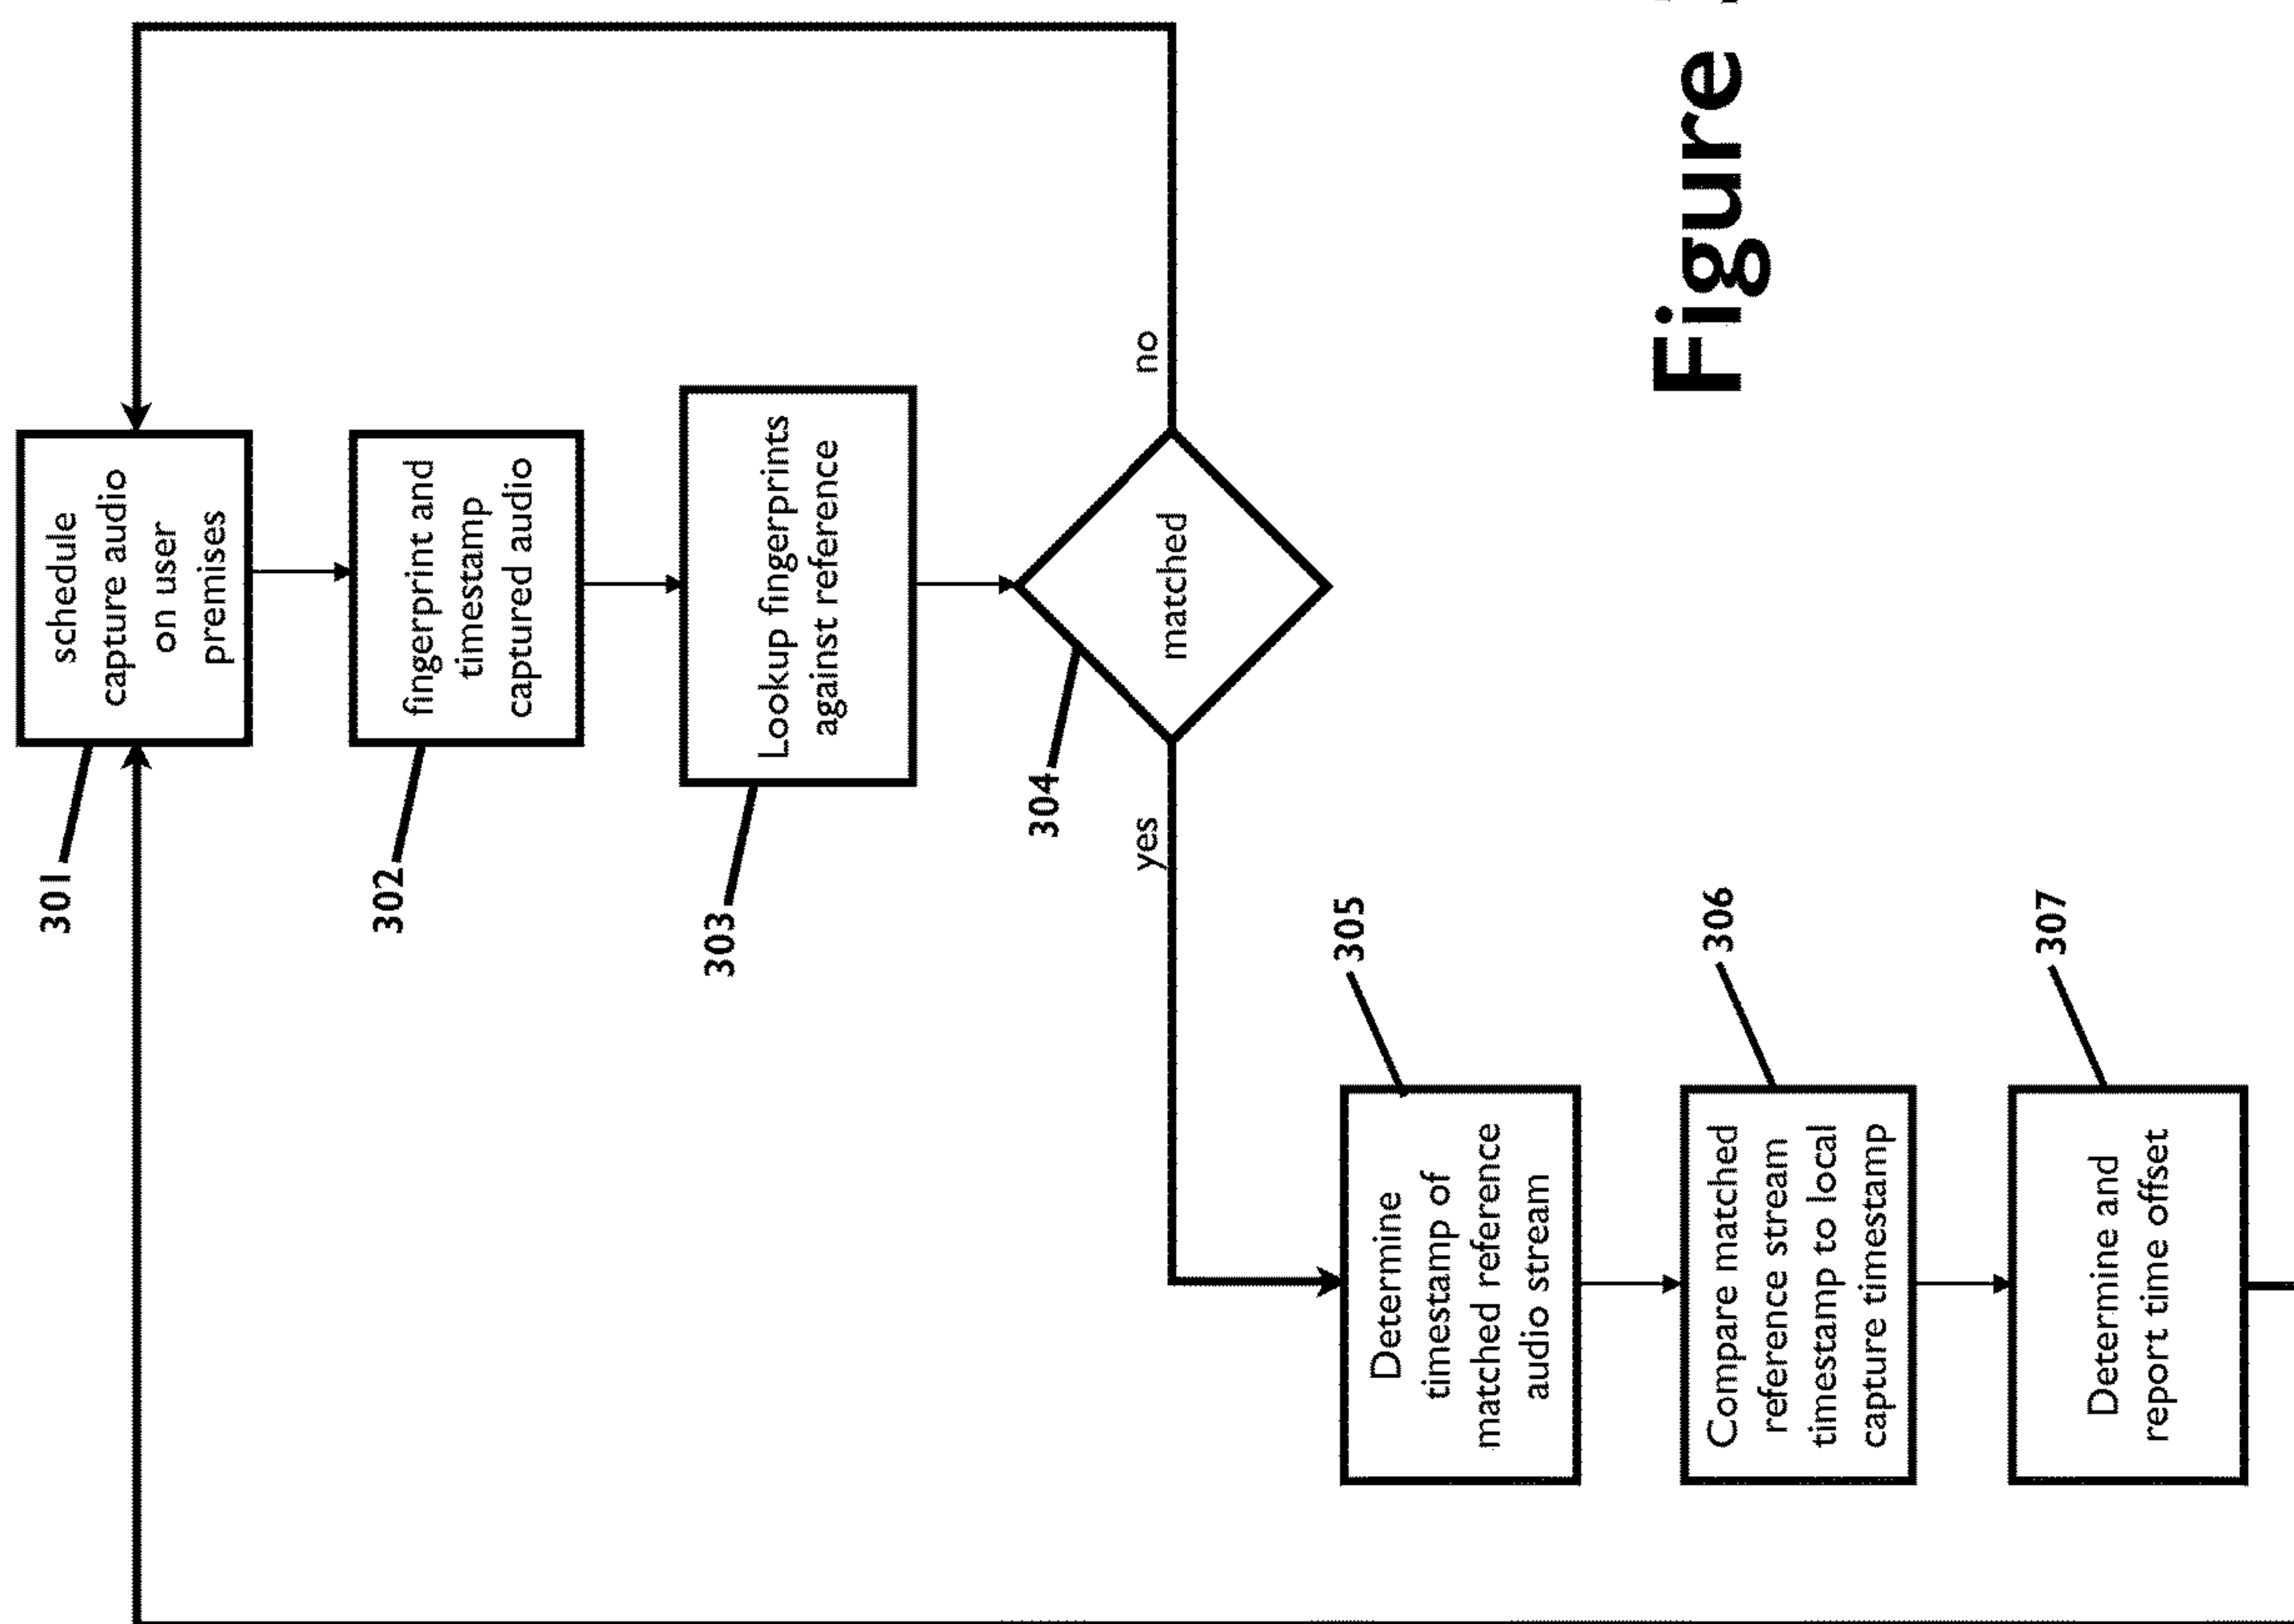 301
schedule
capture audio
on user
premises
302
fingerprint and
timestamp
captured audio
303
Lookup fingerprints
against reference
304
matched
yes
no
305
Determine
timestamp of
matched reference
audio stream
306
Compare matched
reference stream
timestamp to local
capture timestamp
307
Determine and
report time offset
Figure